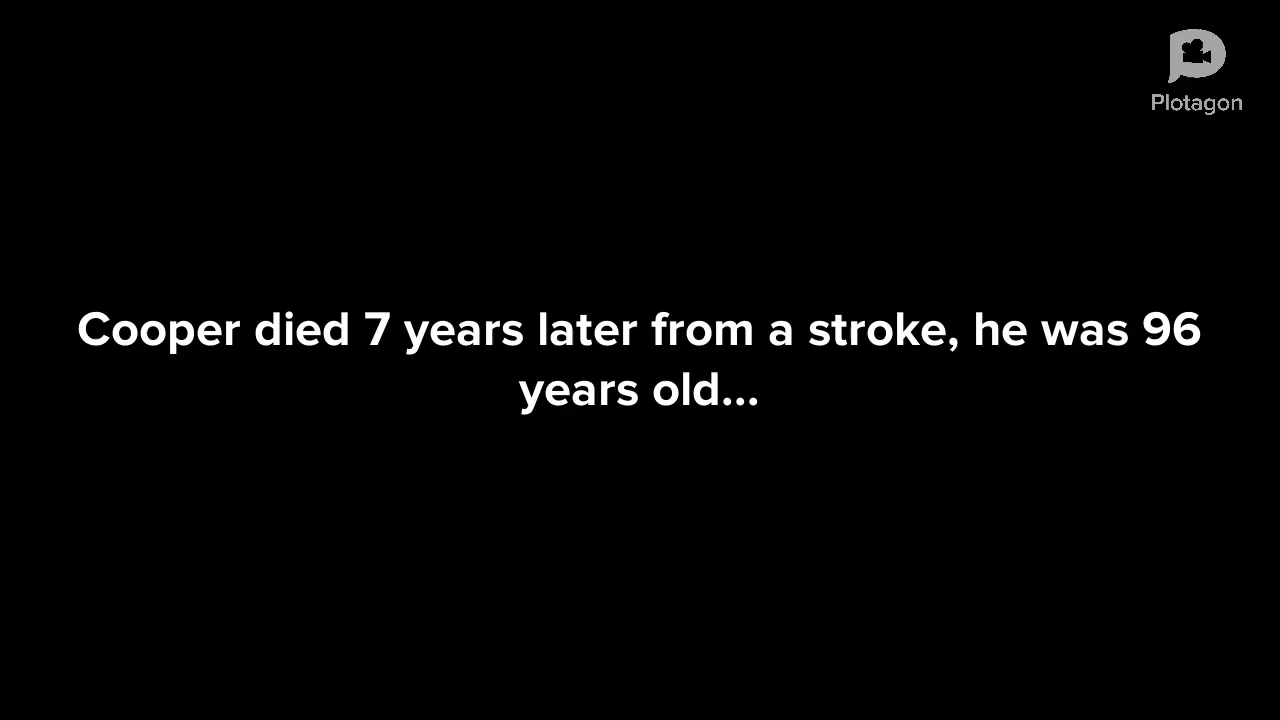 Plotagon
Cooper died 7 years later from a stroke, he was 96
years old...